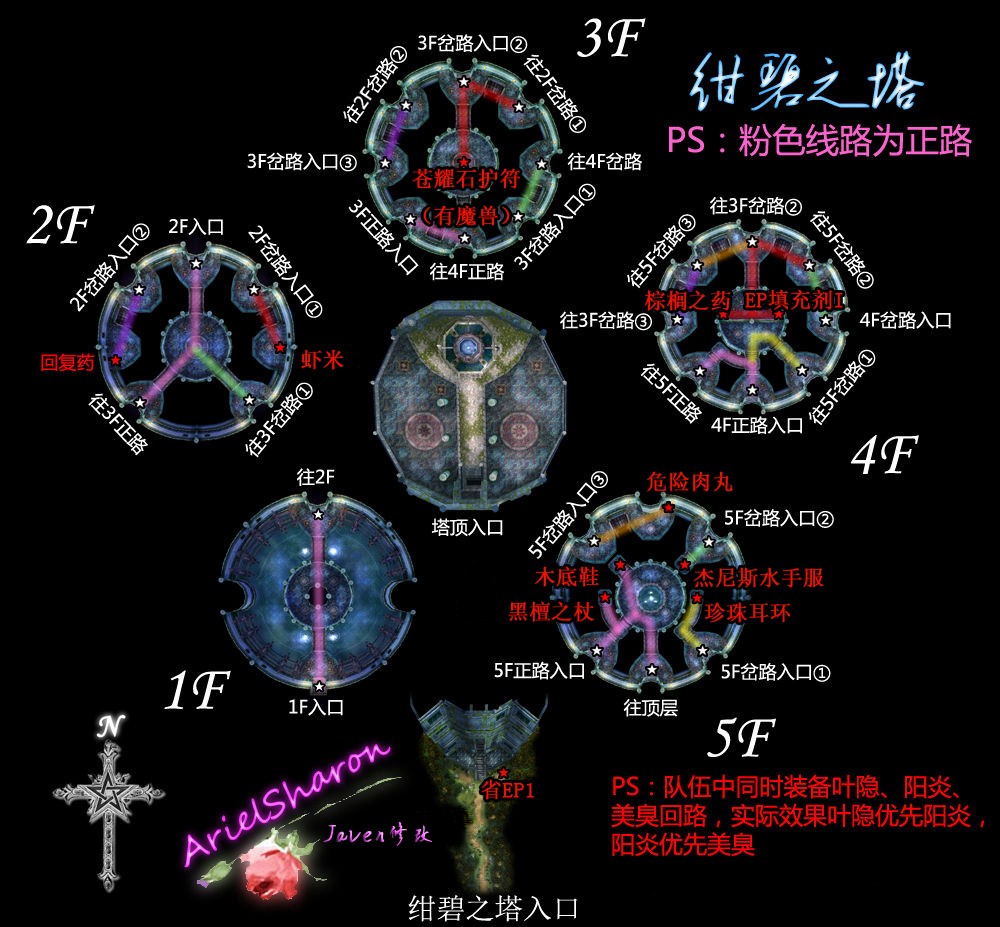 绀碧之塔
PS：粉色线路为正路
3F
3F岔路入口②
往2F岔路②
往2F岔路①
3F岔路入口③
往4F岔路
苍耀石护符
（有魔兽）
3F正路入口
3F岔路入口①
往4F正路
2F
2F入口
2F岔路入口②
2F岔路入口①
回复药
虾米
往3F正路
往3F岔路①
往3F岔路②
往5F岔路③
往5F岔路②
棕榈之药
EP填充剂I
往3F岔路③
4F岔路入口
往5F正路
往5F岔路①
4F正路入口
4F
塔顶入口
往2F
1F
1F入口
危险肉丸
5F岔路入口③
5F岔路入口②
木底鞋
杰尼斯水手服
黑檀之杖
珍珠耳环
5F正路入口
5F岔路入口①
往顶层
5F
N
ArielSharon
Javen修改
省EP1
绀碧之塔入口
PS：队伍中同时装备叶隐、阳炎、
美臭回路，实际效果叶隐优先阳炎，
阳炎优先美臭